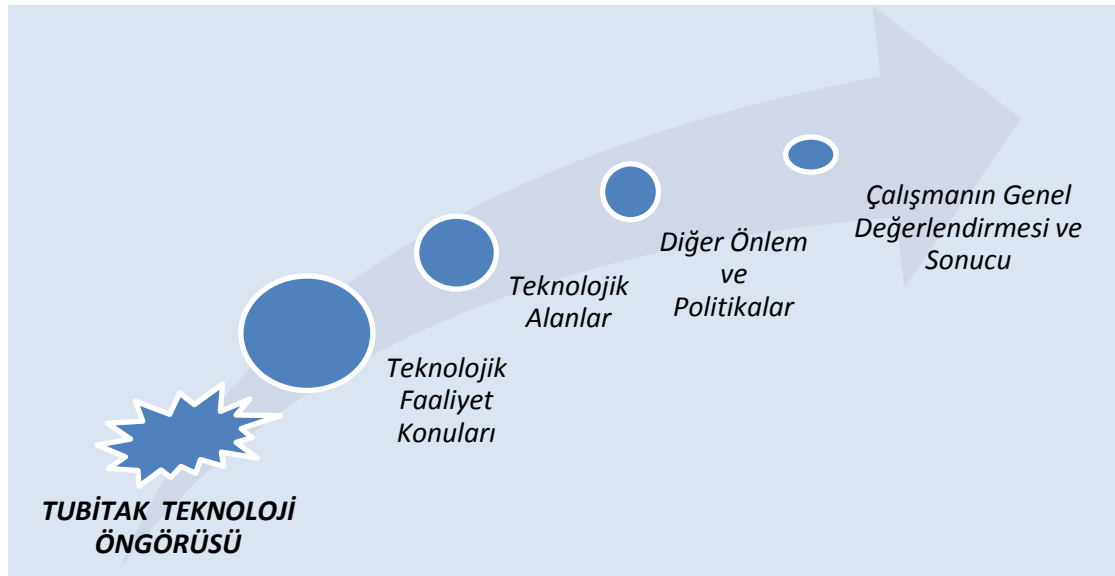 TUBİTAK TEKNOLOJİ
ÖNGÖRÜSÜ
Teknolojik
Faaliyet
Konuları
Teknolojik
Alanlar
Diğer Önlem
ve
Politikalar
Çalışmanın Genel
Değerlendirmesi ve
Sonucu